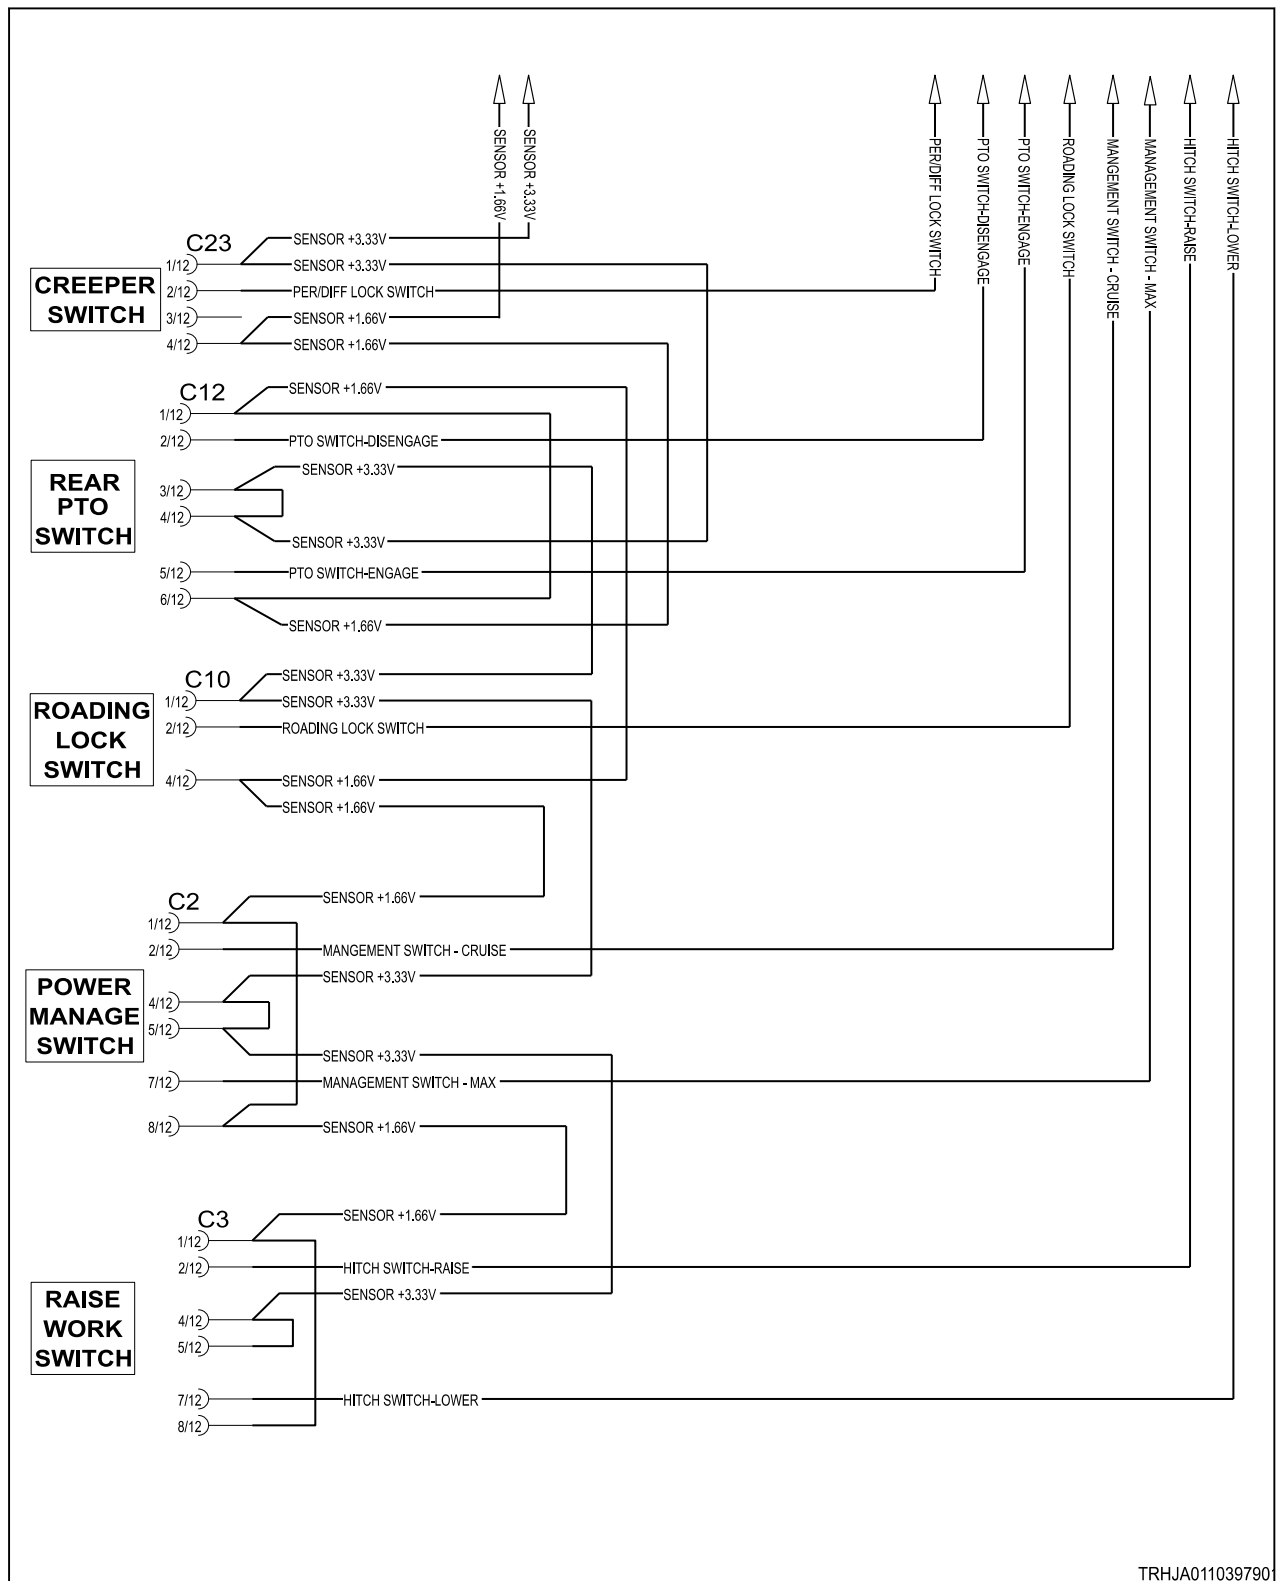 SENSOR +1.66V
SENSOR +3.33V
PER/DIFF LOCK SWITCH
PTO SWITCH-DISENGAGE
PTO SWITCH-ENGAGE
ROADING LOCK SWITCH
MANGEMENT SWITCH - CRUISE
MANAGEMENT SWITCH - MAX
HITCH SWITCH-RAISE
HITCH SWITCH-LOWER
CREEPER
SWITCH
C23
1/12
2/12
3/12
4/12
SENSOR +3.33V
SENSOR +3.33V
PER/DIFF LOCK SWITCH
SENSOR +1.66V
SENSOR +1.66V
REAR
PTO
SWITCH
C12
1/12
2/12
3/12
4/12
5/12
6/12
SENSOR +1.66V
PTO SWITCH-DISENGAGE
SENSOR +3.33V
SENSOR +3.33V
PTO SWITCH-ENGAGE
SENSOR +1.66V
ROADING
LOCK
SWITCH
C10
1/12
2/12
4/12
SENSOR +3.33V
SENSOR +3.33V
ROADING LOCK SWITCH
SENSOR +1.66V
SENSOR +1.66V
POWER
MANAGE
SWITCH
C2
1/12
2/12
4/12
5/12
7/12
8/12
SENSOR +1.66V
MANGEMENT SWITCH - CRUISE
SENSOR +3.33V
SENSOR +3.33V
MANAGEMENT SWITCH - MAX
SENSOR +1.66V
RAISE
WORK
SWITCH
C3
1/12
2/12
4/12
5/12
7/12
8/12
SENSOR +1.66V
HITCH SWITCH-RAISE
SENSOR +3.33V
HITCH SWITCH-LOWER
TRHJA0110397901